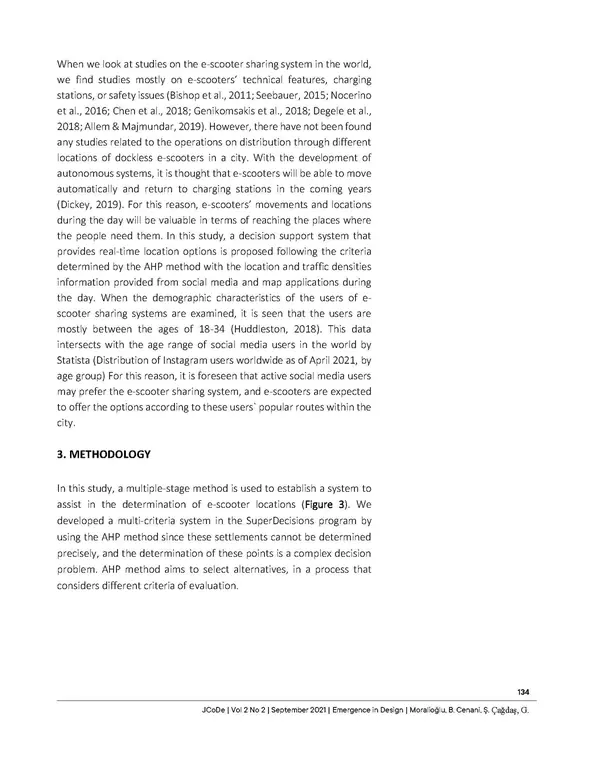 When we look at studies on the e-scooter sharing system in the world,
we find studies mostly on e-scooters’ technical features, charging
stations, or safety issues (Bishop et al., 2011; Seebauer, 2015; Nocerino
et al., 2016; Chen et al., 2018; Genikomsakis et al., 2018; Degele et al.,
2018; Allem & Majmundar, 2019). However, there have not been found
any studies related to the operations on distribution through different
locations of dockless e-scooters in a city. With the development of
autonomous systems, it is thought that e-scooters will be able to move
automatically and return to charging stations in the coming years
(Dickey, 2019). For this reason, e-scooters’ movements and locations
during the day will be valuable in terms of reaching the places where
the people need them. In this study, a decision support system that
provides real-time location options is proposed following the criteria
determined by the AHP method with the location and traffic densities
information provided from social media and map applications during
the day. When the demographic characteristics of the users of e-
scooter sharing systems are examined, it is seen that the users are
mostly between the ages of 18-34 (Huddleston, 2018). This data
intersects with the age range of social media users in the world by
Statista (Distribution of Instagram users worldwide as of April 2021, by
age group) For this reason, it is foreseen that active social media users
may prefer the e-scooter sharing system, and e-scooters are expected
to offer the options according to these users` popular routes within the
city.
3. METHODOLOGY
In this study, a multiple-stage method is used to establish a system to
assist in the determination of e-scooter locations (Figure 3). We
developed a multi-criteria system in the SuperDecisions program by
using the AHP method since these settlements cannot be determined
precisely, and the determination of these points is a complex decision
problem. AHP method aims to select alternatives, in a process that
considers different criteria of evaluation.
134
JCoDe | Vol 2 No 2 | September 2021 | Emergence in Design | Moralioğlu, B. Cenani, Ş. Çağdaş, G.